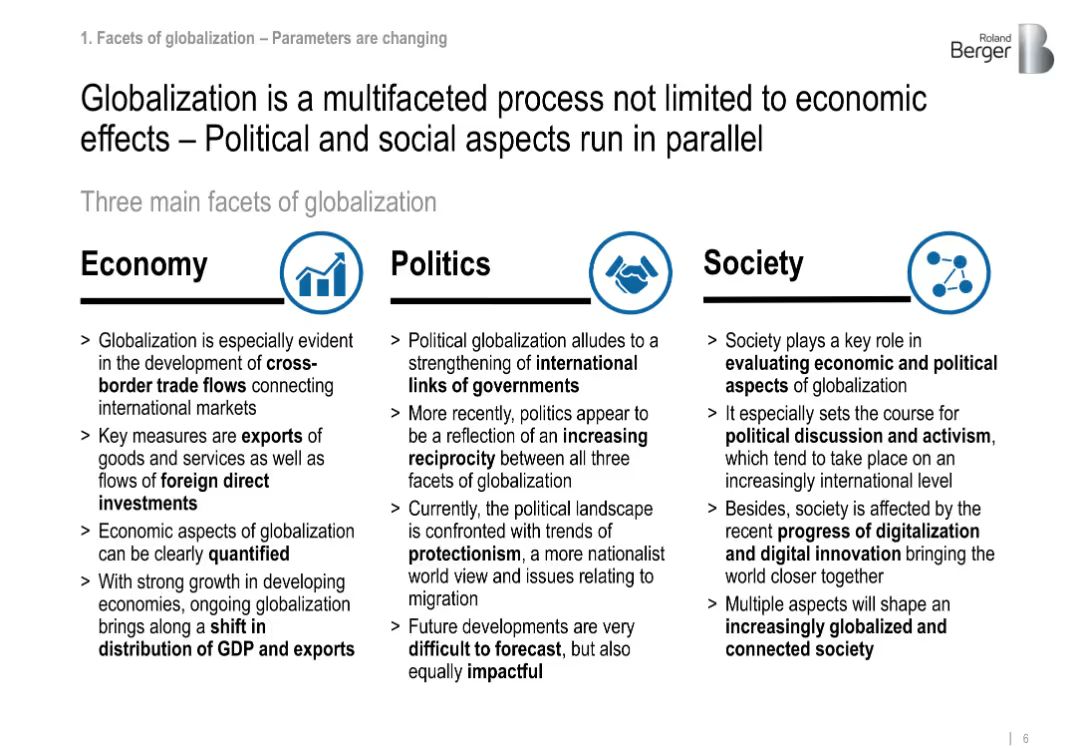 1. Facets of globalization – Parameters are changing
Roland
Berger
B
Globalization is a multifaceted process not limited to economic
effects – Political and social aspects run in parallel
Three main facets of globalization
Economy
> Globalization is especially evident
in the development of cross-
border trade flows connecting
international markets
> Key measures are exports of
goods and services as well as
flows of foreign direct
investments
> Economic aspects of globalization
can be clearly quantified
> With strong growth in developing
economies, ongoing globalization
brings along a shift in
distribution of GDP and exports
Politics
> Political globalization alludes to a
strengthening of international
links of governments
> More recently, politics appear to
be a reflection of an increasing
reciprocity between all three
facets of globalization
> Currently, the political landscape
is confronted with trends of
protectionism, a more nationalist
world view and issues relating to
migration
> Future developments are very
difficult to forecast, but also
equally impactful
Society
> Society plays a key role in
evaluating economic and political
aspects of globalization
> It especially sets the course for
political discussion and activism,
which tend to take place on an
increasingly international level
> Besides, society is affected by the
recent progress of digitalization
and digital innovation bringing the
world closer together
> Multiple aspects will shape an
increasingly globalized and
connected society
| 6